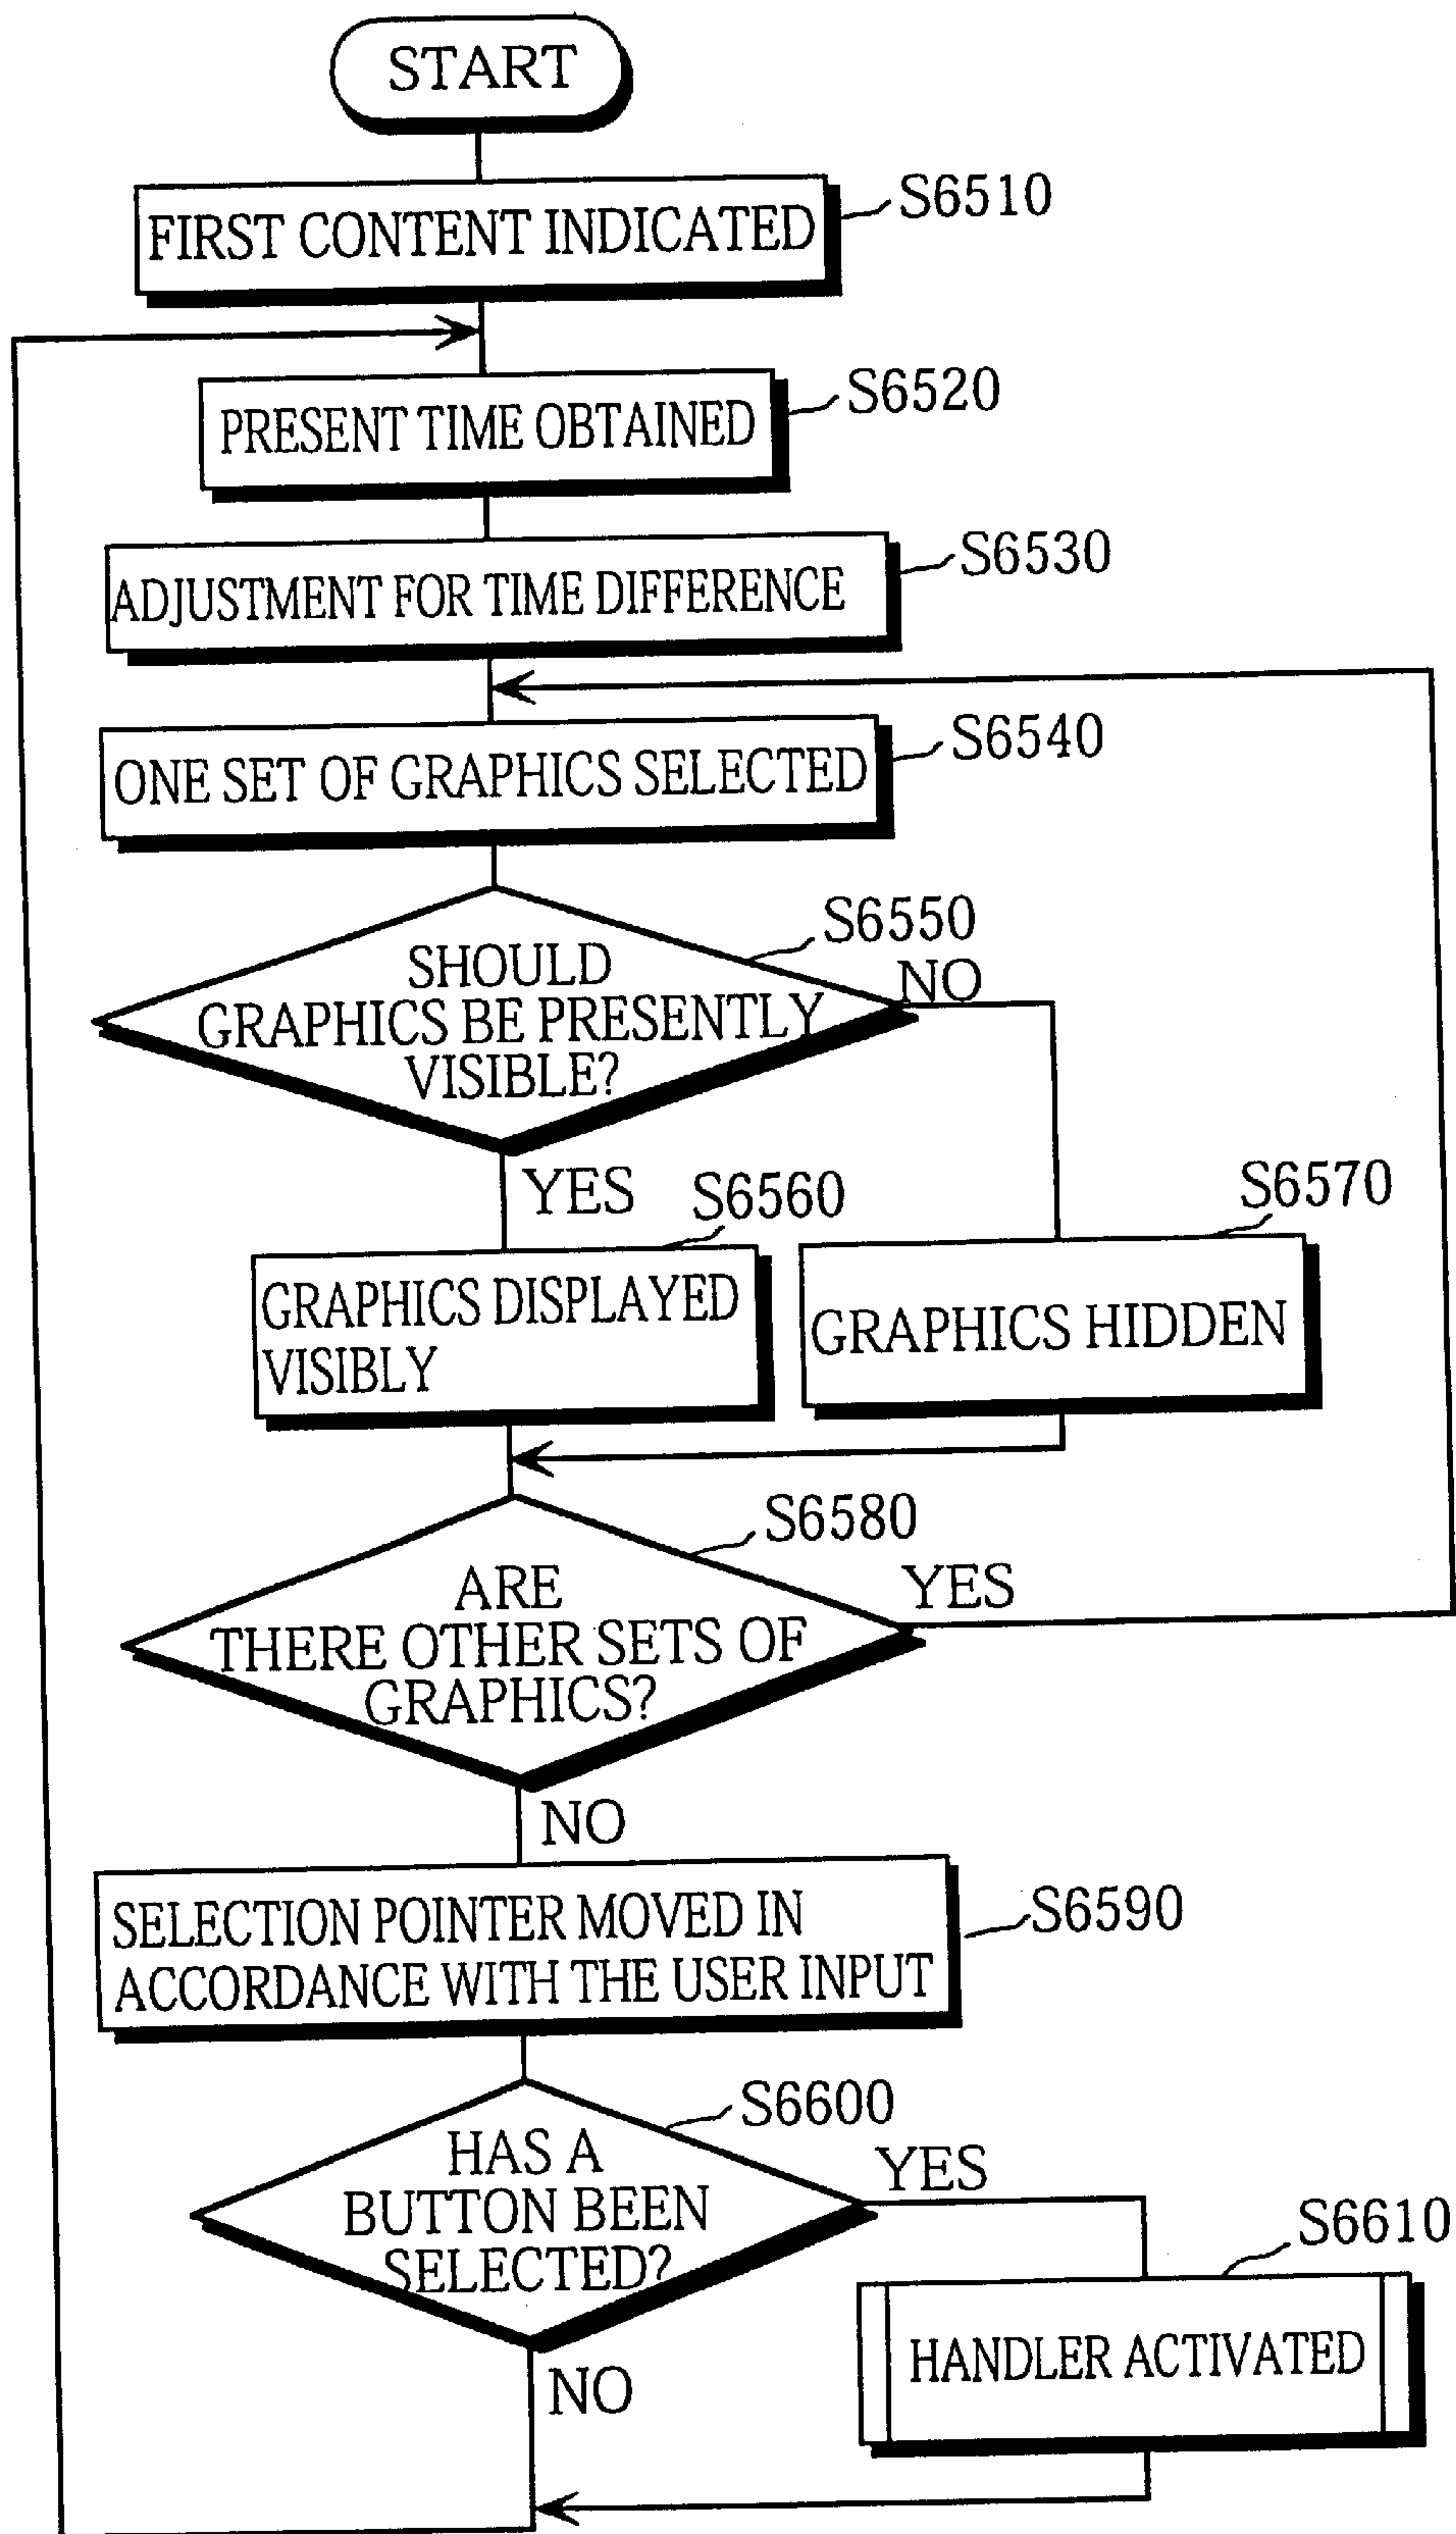 START
FIRST CONTENT INDICATED
S6510
PRESENT TIME OBTAINED
S6520
ADJUSTMENT FOR TIME DIFFERENCE
S6530
ONE SET OF GRAPHICS SELECTED
S6540
S6550
SHOULD
GRAPHICS BE PRESENTLY
VISIBLE?
NO
YES
S6560
S6570
GRAPHICS DISPLAYED
VISIBLY
GRAPHICS HIDDEN
S6580
ARE
THERE OTHER SETS OF
GRAPHICS?
YES
NO
SELECTION POINTER MOVED IN
ACCORDANCE WITH THE USER INPUT
S6590
S6600
HAS A
BUTTON BEEN
SELECTED?
YES
S6610
HANDLER ACTIVATED
NO